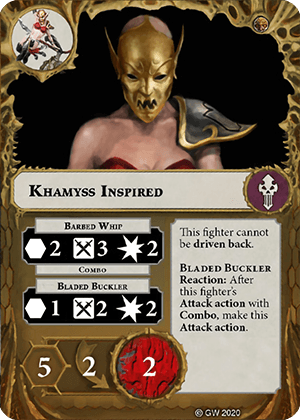 Khamyss Inspired
Barbed Whip
2 3 2
Combo
Bladed Buckler
1 2 2
This fighter cannot
be driven back.
Bladed Buckler
Reaction: After
this fighter's
Attack action with
Combo, make this
Attack action.
5 2 2
© GW 2020